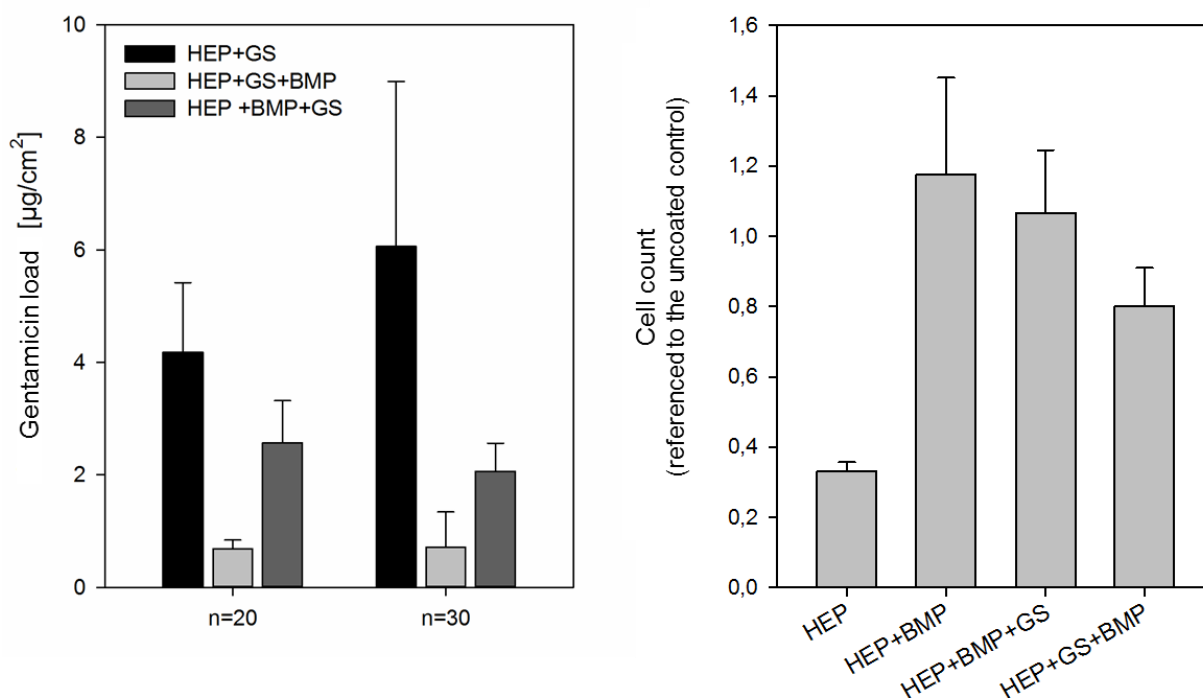 10
8
6
4
2
0
Gentamicin load [µg/cm²]
HEP+GS
HEP+GS+BMP
HEP +BMP+GS
n=20
n=30
1,6
1,4
1,2
1,0
0,8
0,6
0,4
0,2
0,0
Cell count
(referenced to the uncoated control)
HEP
HEP+BMP
HEP+BMP+GS
HEP+GS+BMP